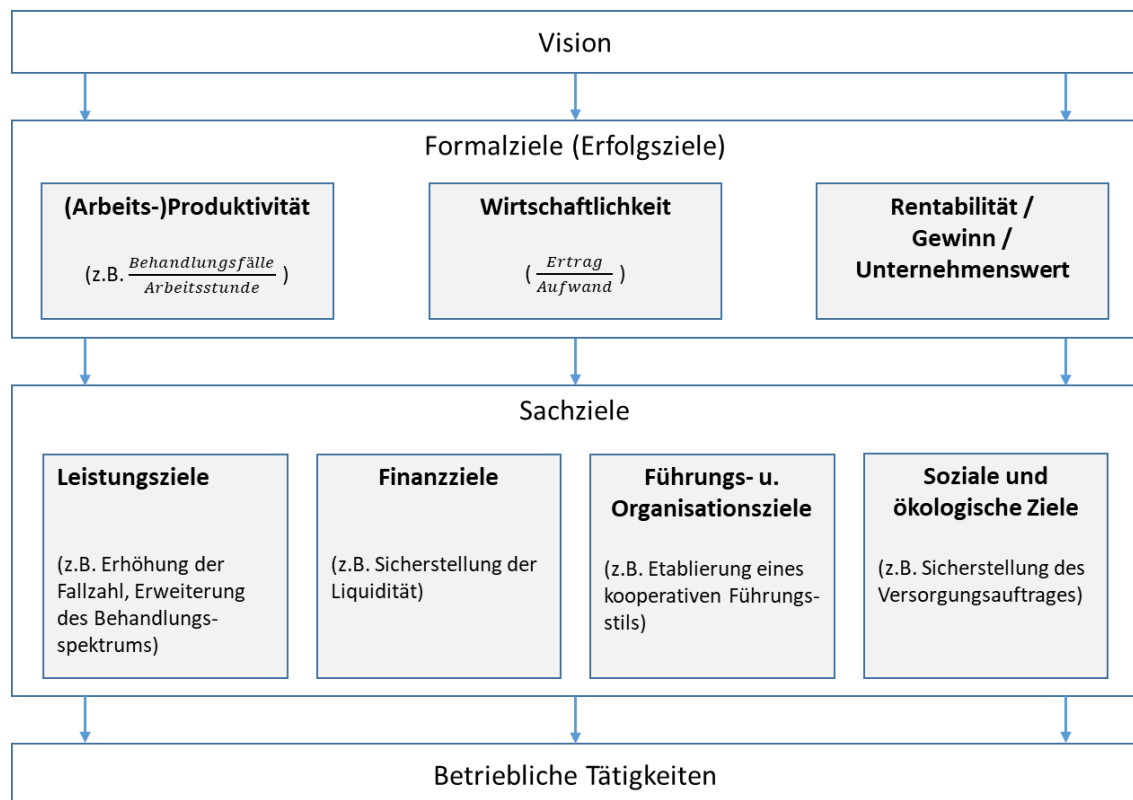 Vision
Formalziele (Erfolgsziele)
(Arbeits-)Produktivität
(z.B. Behandlungsfälle/Arbeitsstunde )
Wirtschaftlichkeit
( Ertrag/Aufwand )
Rentabilität /
Gewinn /
Unternehmenswert
Sachziele
Leistungsziele
(z.B. Erhöhung der
Fallzahl, Erweiterung
des Behandlungs-
spektrums)
Finanzziele
(z.B. Sicherstellung der
Liquidität)
Führungs- u.
Organisationsziele
(z.B. Etablierung eines
kooperativen Führungs-
stils)
Soziale und
ökologische Ziele
(z.B. Sicherstellung des
Versorgungsauftrages)
Betriebliche Tätigkeiten